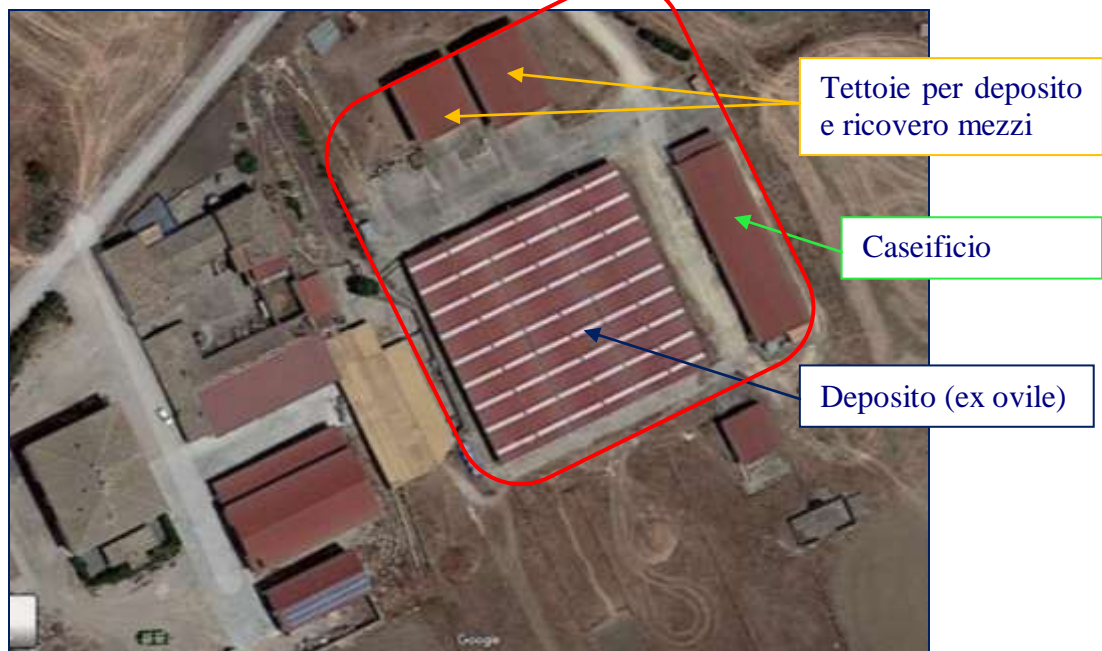 Tettoie per deposito
e ricovero mezzi
Caseificio
Deposito (ex ovile)
Google